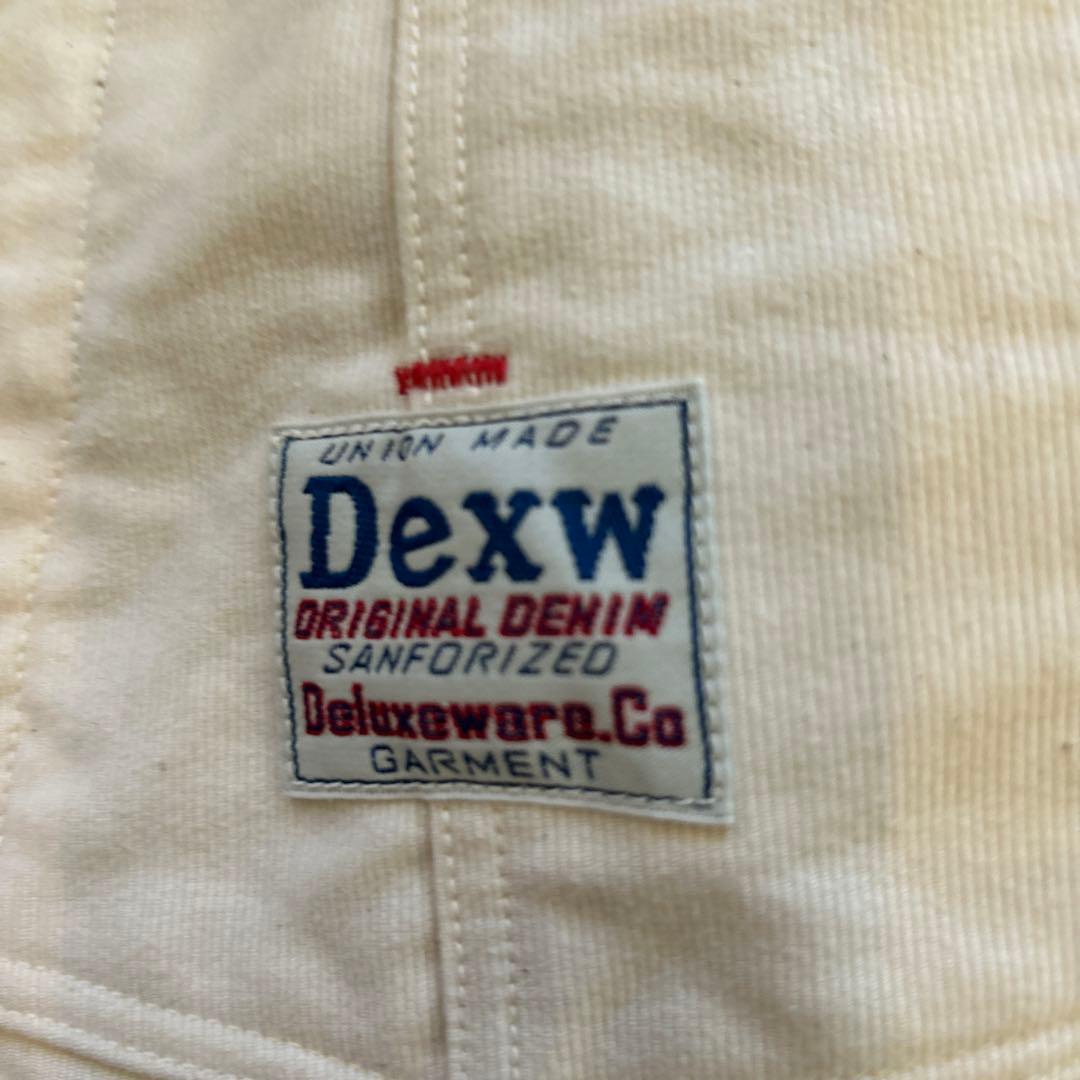 UNION MADE
Dexw
ORIGINAL DENIM
SANFORIZED
Deluxeware.Co
GARMENT